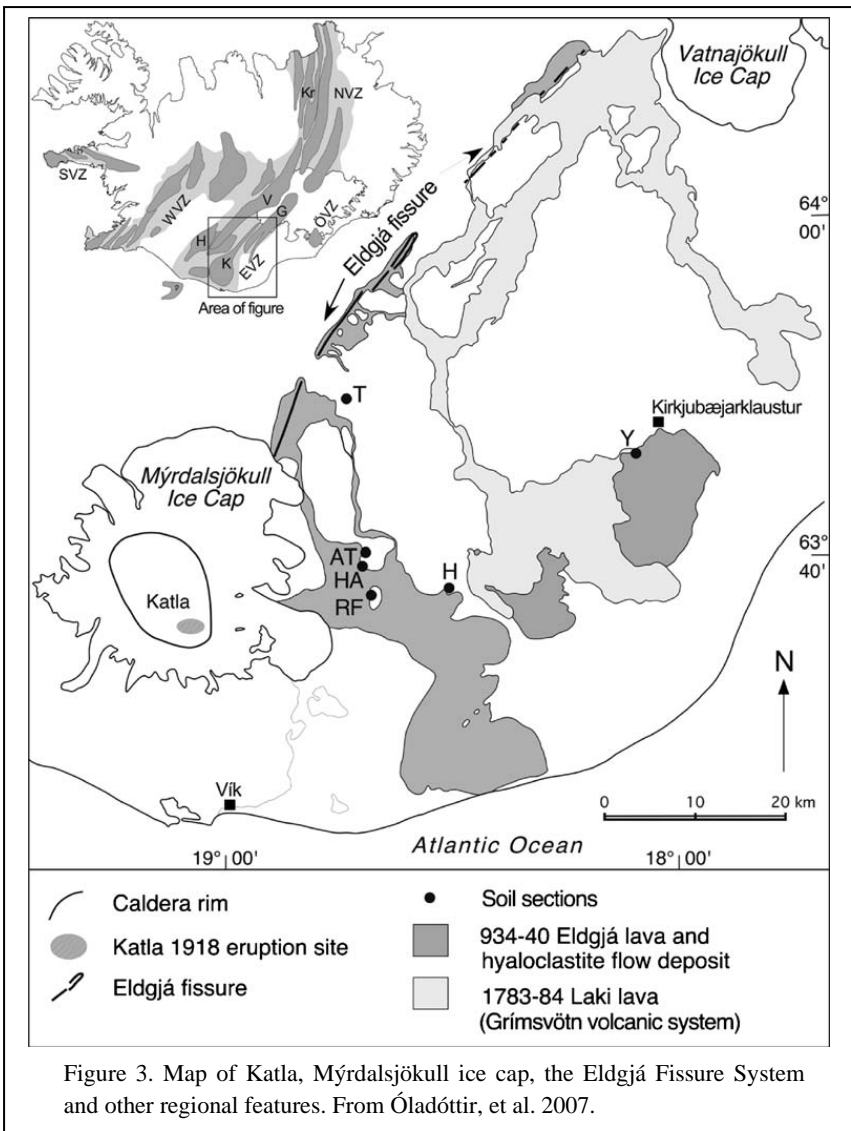 Vatnajökull
Ice Cap
Kr
NVZ
SVZ
WVZ
V
G
ÖVZ
H
K
EVZ
Area of figure
Eldgjá fissure
64°
00'
T
Kirkjubæjarklaustur
Y
Mýrdalsjökull
Ice Cap
AT
HA
RF
H
63°
40'
Katla
N
Vík
0 10 20 km
Atlantic Ocean
19° 00'
18° 00'
Caldera rim
Katla 1918 eruption site
Eldgjá fissure
Soil sections
934-40 Eldgjá lava and
hyaloclastite flow deposit
1783-84 Laki lava
(Grímsvötn volcanic system)
Figure 3. Map of Katla, Mýrdalsjökull ice cap, the Eldgjá Fissure System
and other regional features. From Óladóttir, et al. 2007.